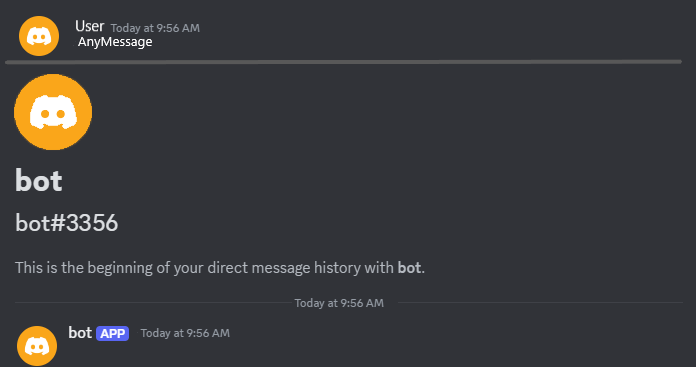 User Today at 9:56 AM
AnyMessage
bot
bot#3356
This is the beginning of your direct message history with bot.
Today at 9:56 AM
bot APP Today at 9:56 AM